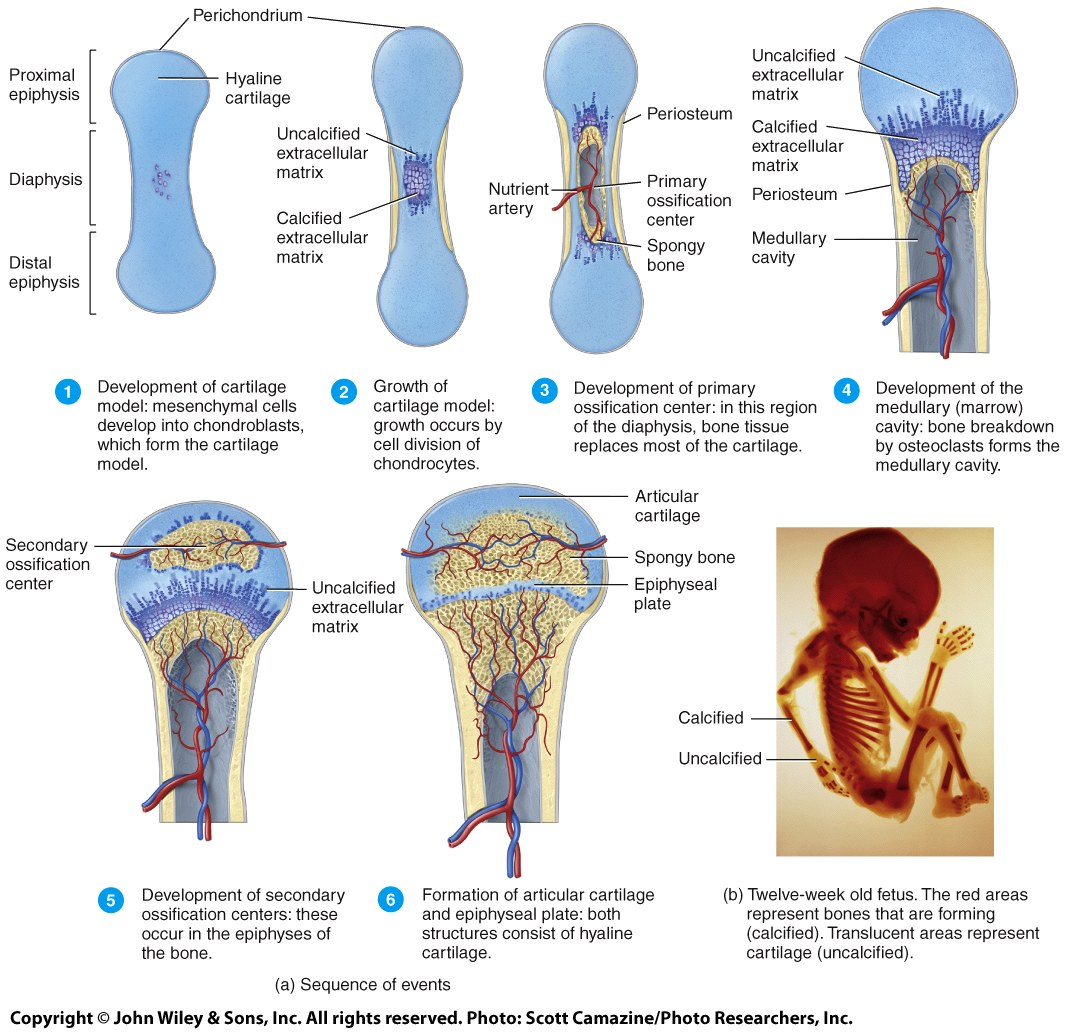 Perichondrium
Proximal
epiphysis
Hyaline
cartilage
Diaphysis
Distal
epiphysis
Uncalcified
extracellular
matrix
Calcified
extracellular
matrix
Periosteum
Nutrient
artery
Primary
ossification
center
Spongy
bone
Uncalcified
extracellular
matrix
Calcified
extracellular
matrix
Periosteum
Medullary
cavity
1 Development of cartilage
model: mesenchymal cells
develop into chondroblasts,
which form the cartilage
model.
2 Growth of
cartilage model:
growth occurs by
cell division of
chondrocytes.
3 Development of primary
ossification center: in this region
of the diaphysis, bone tissue
replaces most of the cartilage.
4 Development of the
medullary (marrow)
cavity: bone breakdown
by osteoclasts forms the
medullary cavity.
Secondary
ossification
center
Uncalcified
extracellular
matrix
Articular
cartilage
Spongy bone
Epiphyseal
plate
Calcified
Uncalcified
5 Development of secondary
ossification centers: these
occur in the epiphyses of
the bone.
6 Formation of articular cartilage
and epiphyseal plate: both
structures consist of hyaline
cartilage.
(b) Twelve-week old fetus. The red areas
represent bones that are forming
(calcified). Translucent areas represent
cartilage (uncalcified).
(a) Sequence of events
Copyright © John Wiley & Sons, Inc. All rights reserved. Photo: Scott Camazine/Photo Researchers, Inc.